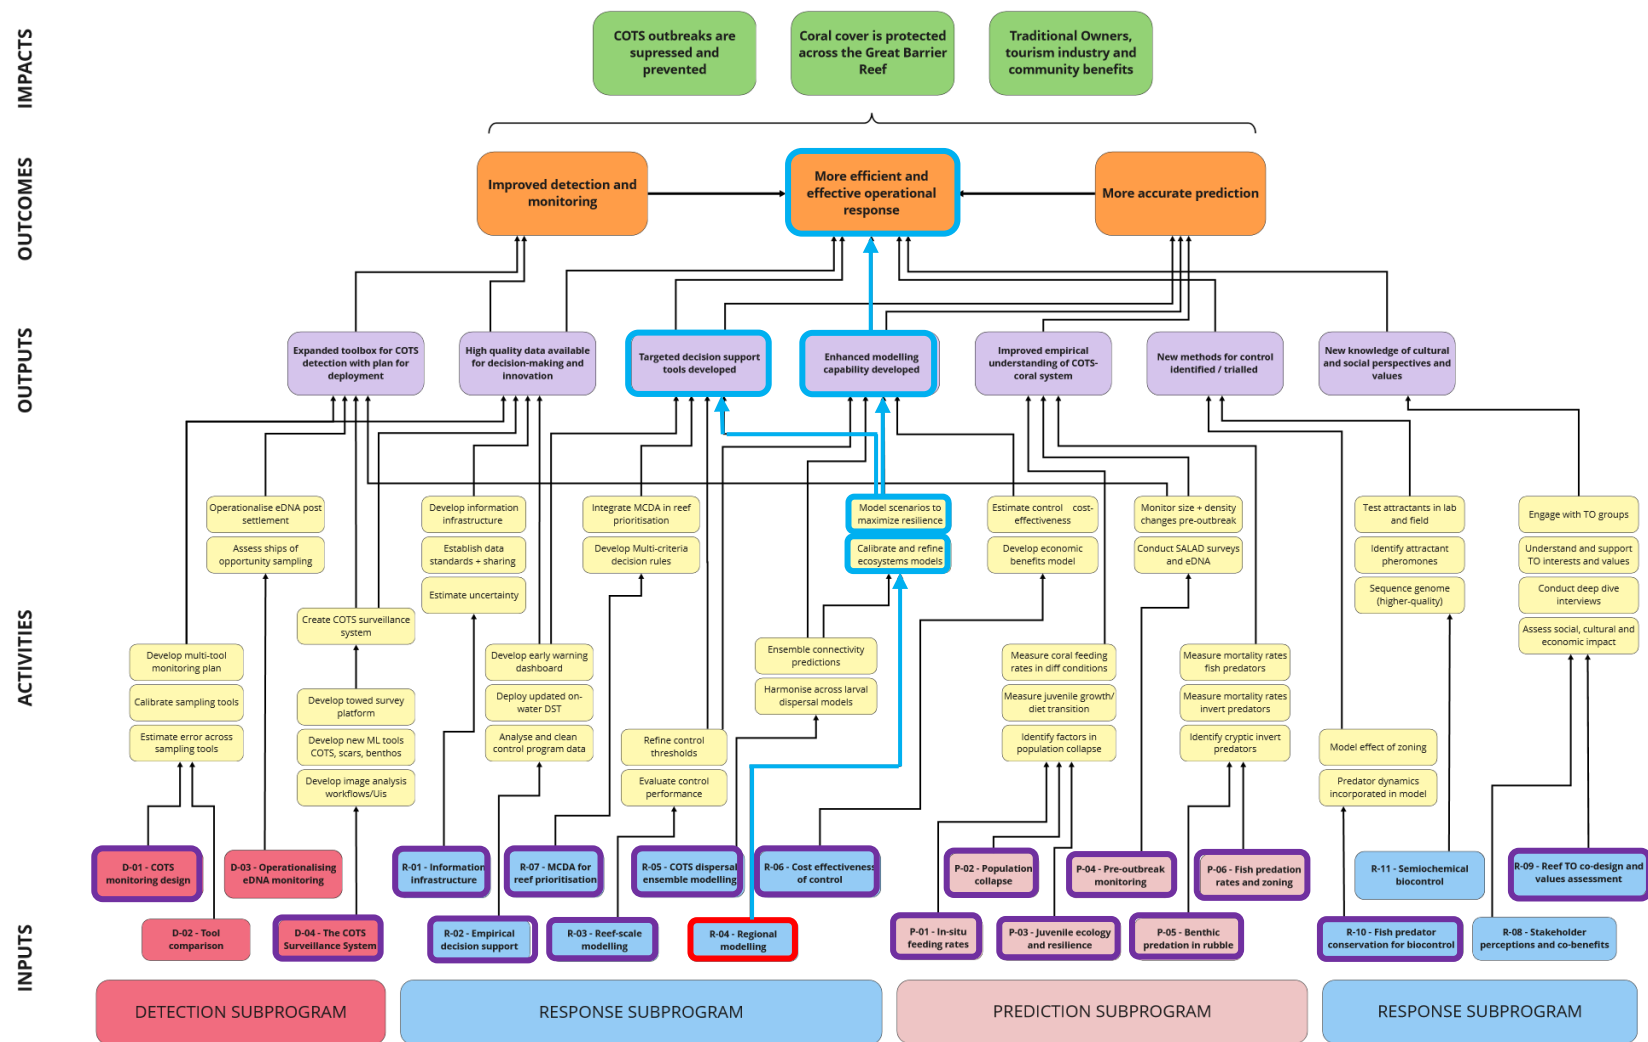 IMPACTS
COTS outbreaks are
supressed and
prevented
Coral cover is protected
across the Great Barrier
Reef
Traditional Owners,
tourism industry and
community benefits
OUTCOMES
Improved detection and
monitoring
More efficient and
effective operational
response
More accurate prediction
OUTPUTS
Expanded toolbox for COTS
detection with plan for
deployment
High quality data available
for decision-making and
innovation
Targeted decision support
tools developed
Enhanced modelling
capability developed
Improved empirical
understanding of COTS-
coral system
New methods for control
identified / trialled
New knowledge of cultural
and social perspectives and
values
ACTIVITIES
Operationalise eDNA post
settlement
Assess ships of
opportunity sampling
Develop information
infrastructure
Establish data
standards + sharing
Estimate uncertainty
Integrate MCDA in reef
prioritisation
Develop Multi-criteria
decision rules
Model scenarios to
maximize resilience
Calibrate and refine
ecosystems models
Estimate control cost-
effectiveness
Develop economic
benefits model
Monitor size + density
changes pre-outbreak
Conduct SALAD surveys
and eDNA
Test attractants in lab
and field
Identify attractant
pheromones
Sequence genome
(higher-quality)
Engage with TO groups
Understand and support
TO interests and values
Conduct deep dive
interviews
Assess social, cultural and
economic impact
Create COTS surveillance
system
Develop multi-tool
monitoring plan
Calibrate sampling tools
Estimate error across
sampling tools
Develop towed survey
platform
Develop new ML tools
COTS, scars, benthos
Develop image analysis
workflows/Uis
Develop early warning
dashboard
Deploy updated on-
water DST
Analyse and clean
control program data
Refine control
thresholds
Evaluate control
performance
Ensemble connectivity
predictions
Harmonise across larval
dispersal models
Measure coral feeding
rates in diff conditions
Measure juvenile growth/
diet transition
Identify factors in
population collapse
Measure mortality rates
fish predators
Measure mortality rates
invert predators
Identify cryptic invert
predators
Model effect of zoning
Predator dynamics
incorporated in model
INPUTS
D-01 - COTS
monitoring design
D-03 - Operationalising
eDNA monitoring
R-01 - Information
infrastructure
R-07 - MCDA for
reef prioritisation
R-05 - COTS dispersal
ensemble modelling
R-06 - Cost effectiveness
of control
P-02 - Population
collapse
P-04 - Pre-outbreak
monitoring
P-06 - Fish predation
rates and zoning
R-11 - Semiochemical
biocontrol
R-09 - Reef TO co-design and
values assessment
D-02 - Tool
comparison
D-04 - The COTS
Surveillance System
R-02 - Empirical
decision support
R-03 - Reef-scale
modelling
R-04 - Regional
modelling
P-01 - In-situ
feeding rates
P-03 - Juvenile ecology
and resilience
P-05 - Benthic
predation in rubble
R-10 - Fish predator
conservation for biocontrol
R-08 - Stakeholder
perceptions and co-benefits
DETECTION SUBPROGRAM
RESPONSE SUBPROGRAM
PREDICTION SUBPROGRAM
RESPONSE SUBPROGRAM